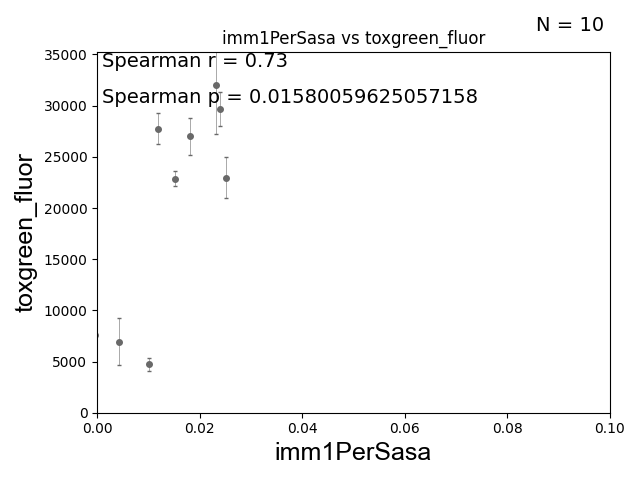 N = 10
imm1PerSasa vs toxgreen_fluor
Spearman r = 0.73
Spearman p = 0.01580059625057158
35000
30000
25000
20000
15000
10000
5000
0
toxgreen_fluor
0.00 0.02 0.04 0.06 0.08 0.10
imm1PerSasa